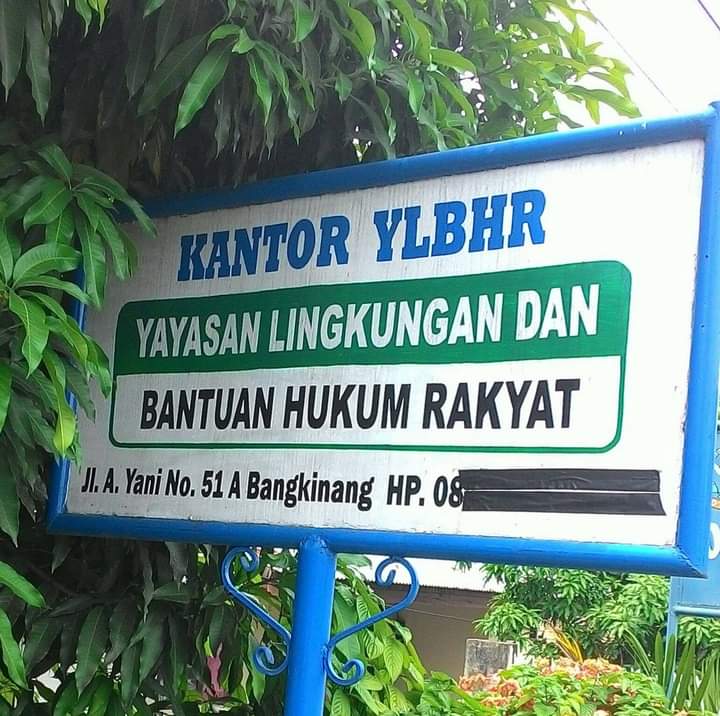 KANTOR YLBHR
YAYASAN LINGKUNGAN DAN
BANTUAN HUKUM RAKYAT
Jl. A. Yani No. 51 A Bangkinang HP. 08